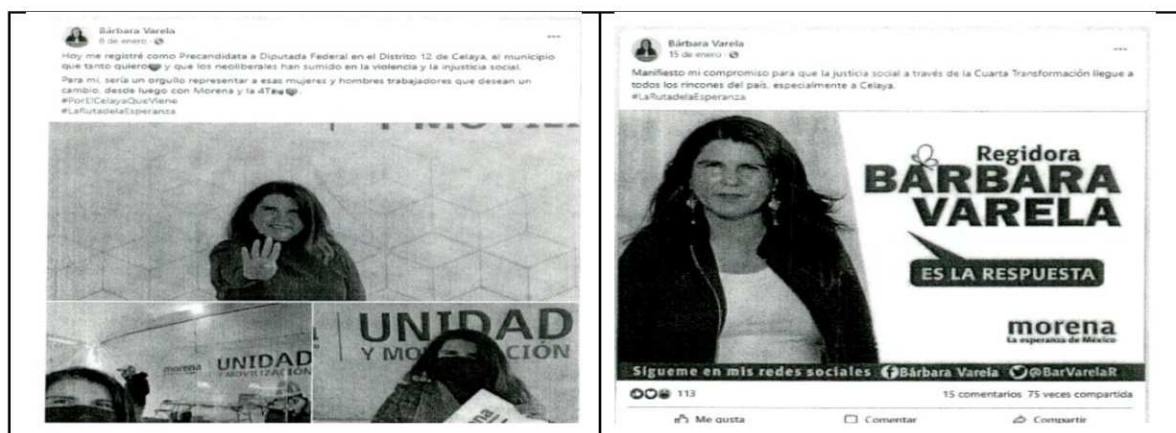 Bárbara Varela
8 de enero
Hoy me registré como Precandidata a Diputada Federal en el Distrito 12 de Celaya, el municipio
que tanto quiero y que los neoliberales han sumido en la violencia y la injusticia social.
Para mí, sería un orgullo representar a esas mujeres y hombres trabajadores que desean un
cambio, desde luego con Morena y la 4T
#PorElCelayaQueViene
#LaRutadelaEsperanza
morena
UNIDAD
Y MOVILIZACIÓN
UNIDAD
Bárbara Varela
15 de enero
Manifiesto mi compromiso para que la justicia social a través de la Cuarta Transformación llegue a
todos los rincones del país, especialmente a Celaya.
#LaRutadelaEsperanza
Regidora
BÁRBARA
VARELA
ES LA RESPUESTA
morena
La esperanza de México
Sígueme en mis redes sociales Bárbara Varela @BarVarelaR
113 15 comentarios 75 veces compartida
Me gusta Comentar Compartir